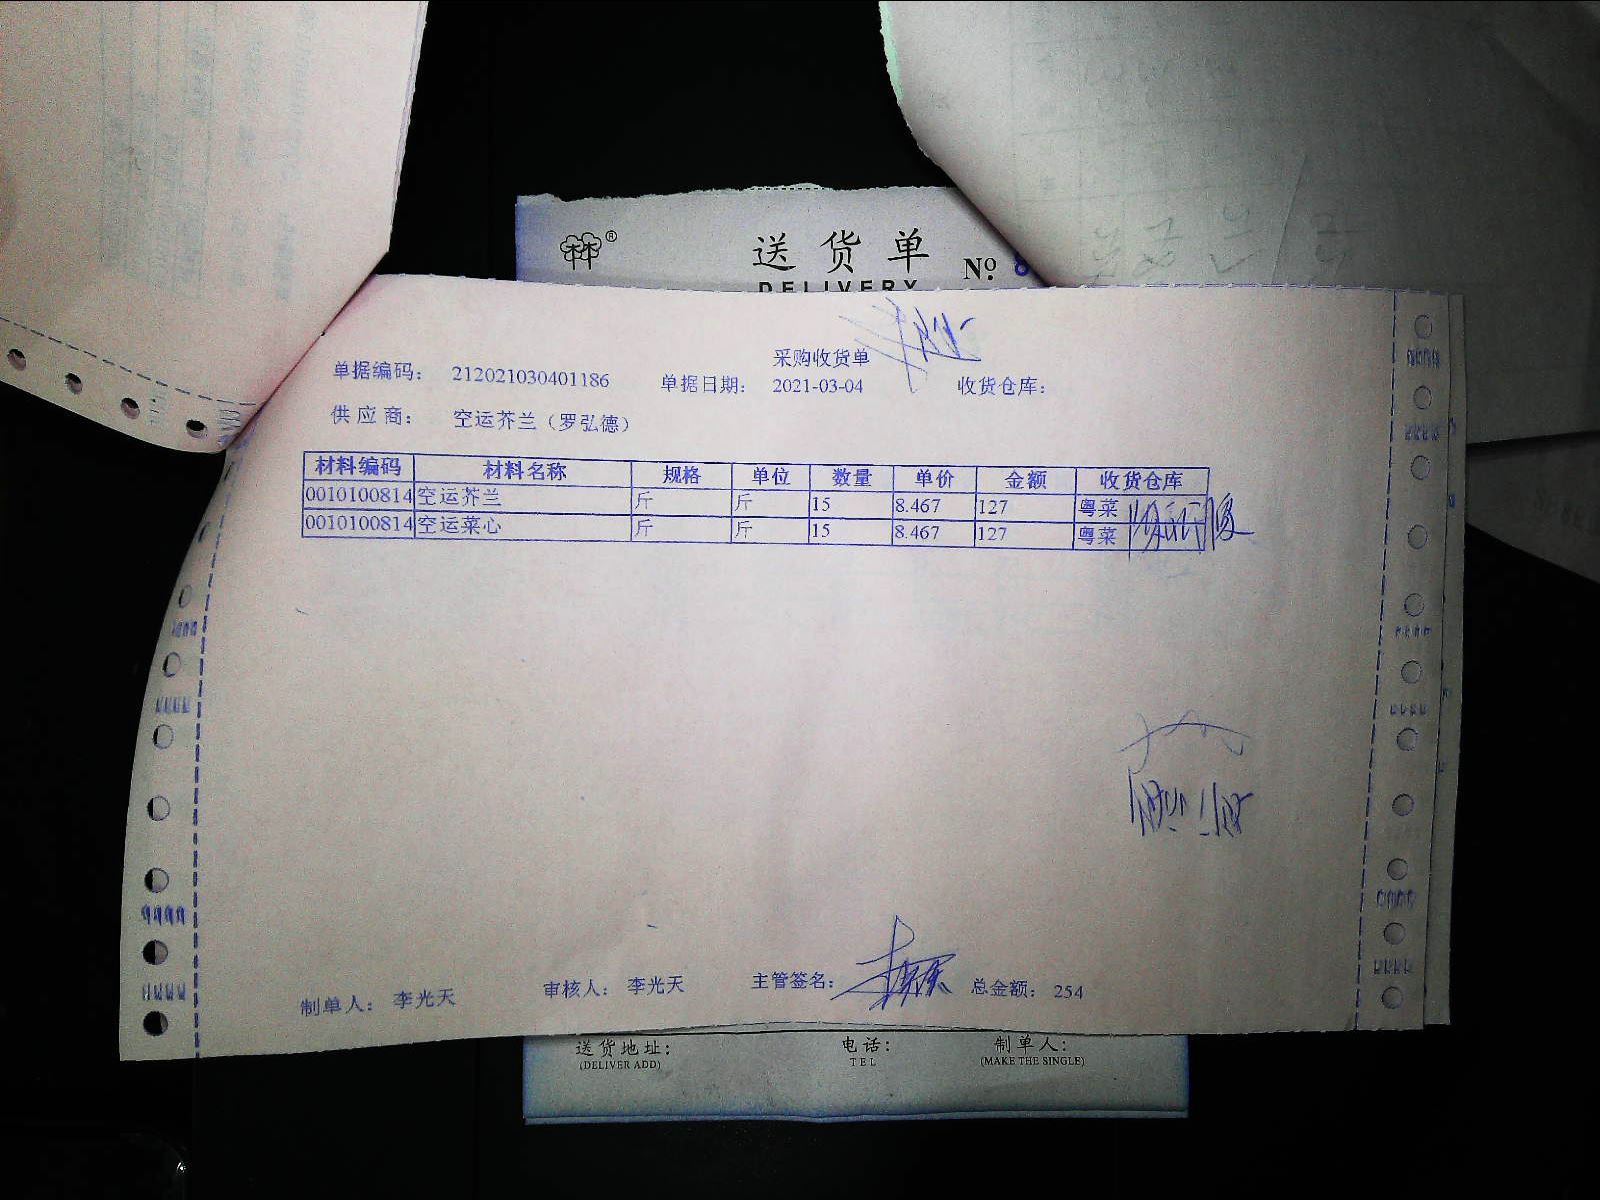 送货单
DELIVERY
№ 8
采购收货单
单据编码： 212021030401186 单据日期： 2021-03-04 收货仓库：
供应商： 空运芥兰（罗弘德）
材料编码 材料名称 规格 单位 数量 单价 金额 收货仓库
0010100814 空运芥兰 斤 斤 15 8.467 127 粤菜
0010100814 空运菜心 斤 斤 15 8.467 127 粤菜
制单人： 李光天 审核人： 李光天 主管签名： 总金额： 254
送货地址： 电话： 制单人：
(DELIVER ADD) TEL (MAKE THE SINGLE)